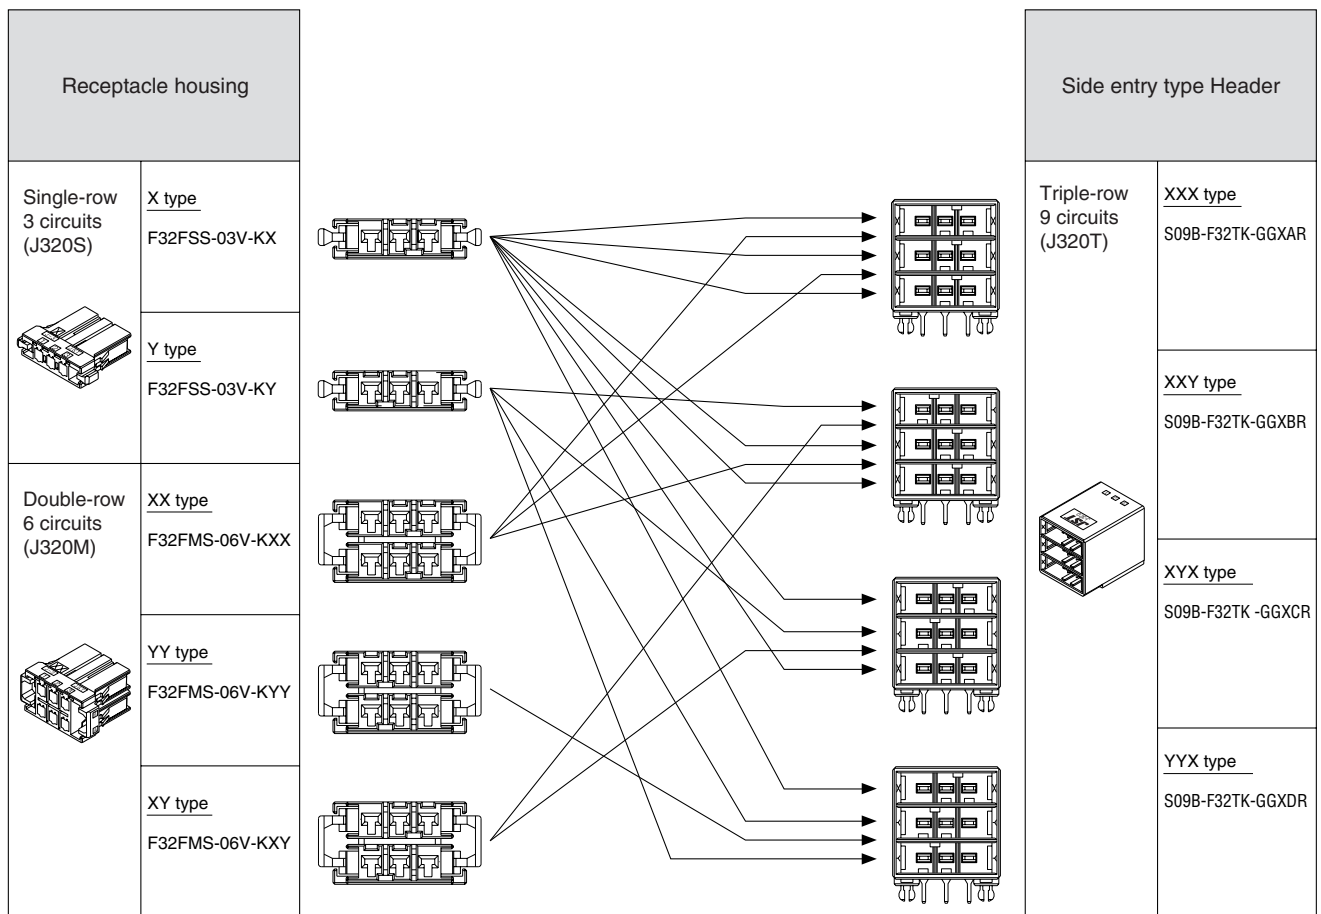 Receptacle housing
Single-row
3 circuits
(J320S)
X type
F32FSS-03V-KX
Y type
F32FSS-03V-KY
Double-row
6 circuits
(J320M)
XX type
F32FMS-06V-KXX
YY type
F32FMS-06V-KYY
XY type
F32FMS-06V-KXY
Side entry type Header
Triple-row
9 circuits
(J320T)
XXX type
S09B-F32TK-GGXAR
XXY type
S09B-F32TK-GGXBR
XYX type
S09B-F32TK -GGXCR
YYX type
S09B-F32TK-GGXDR
JST